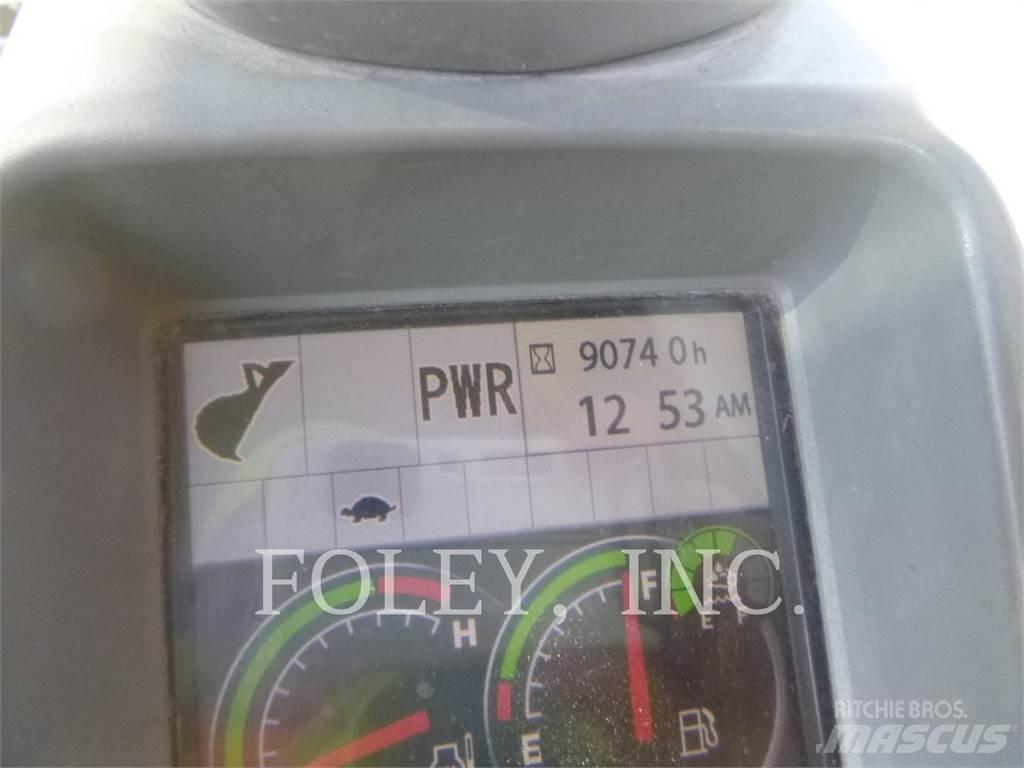 PWR
9074 0h
12 53 AM
FOLEY, INC.
H
F
E F
E
RITCHIE BROS.
MASCUS